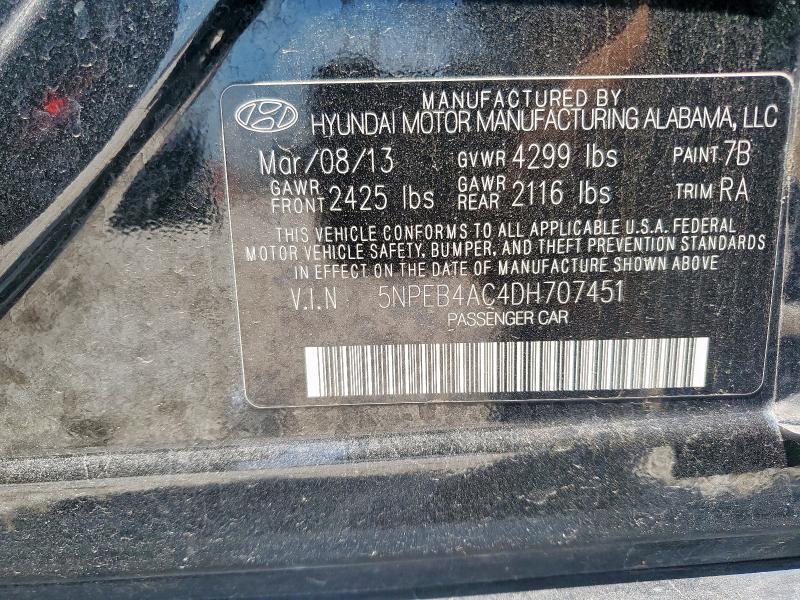 MANUFACTURED BY
HYUNDAI MOTOR MANUFACTURING ALABAMA, LLC
Mar/08/13 GVWR 4299 lbs PAINT 7B
GAWR FRONT 2425 lbs GAWR REAR 2116 lbs TRIM RA
THIS VEHICLE CONFORMS TO ALL APPLICABLE U.S.A. FEDERAL
MOTOR VEHICLE SAFETY, BUMPER, AND THEFT PREVENTION STANDARDS
IN EFFECT ON THE DATE OF MANUFACTURE SHOWN ABOVE
V.I.N 5NPEB4AC4DH707451
PASSENGER CAR